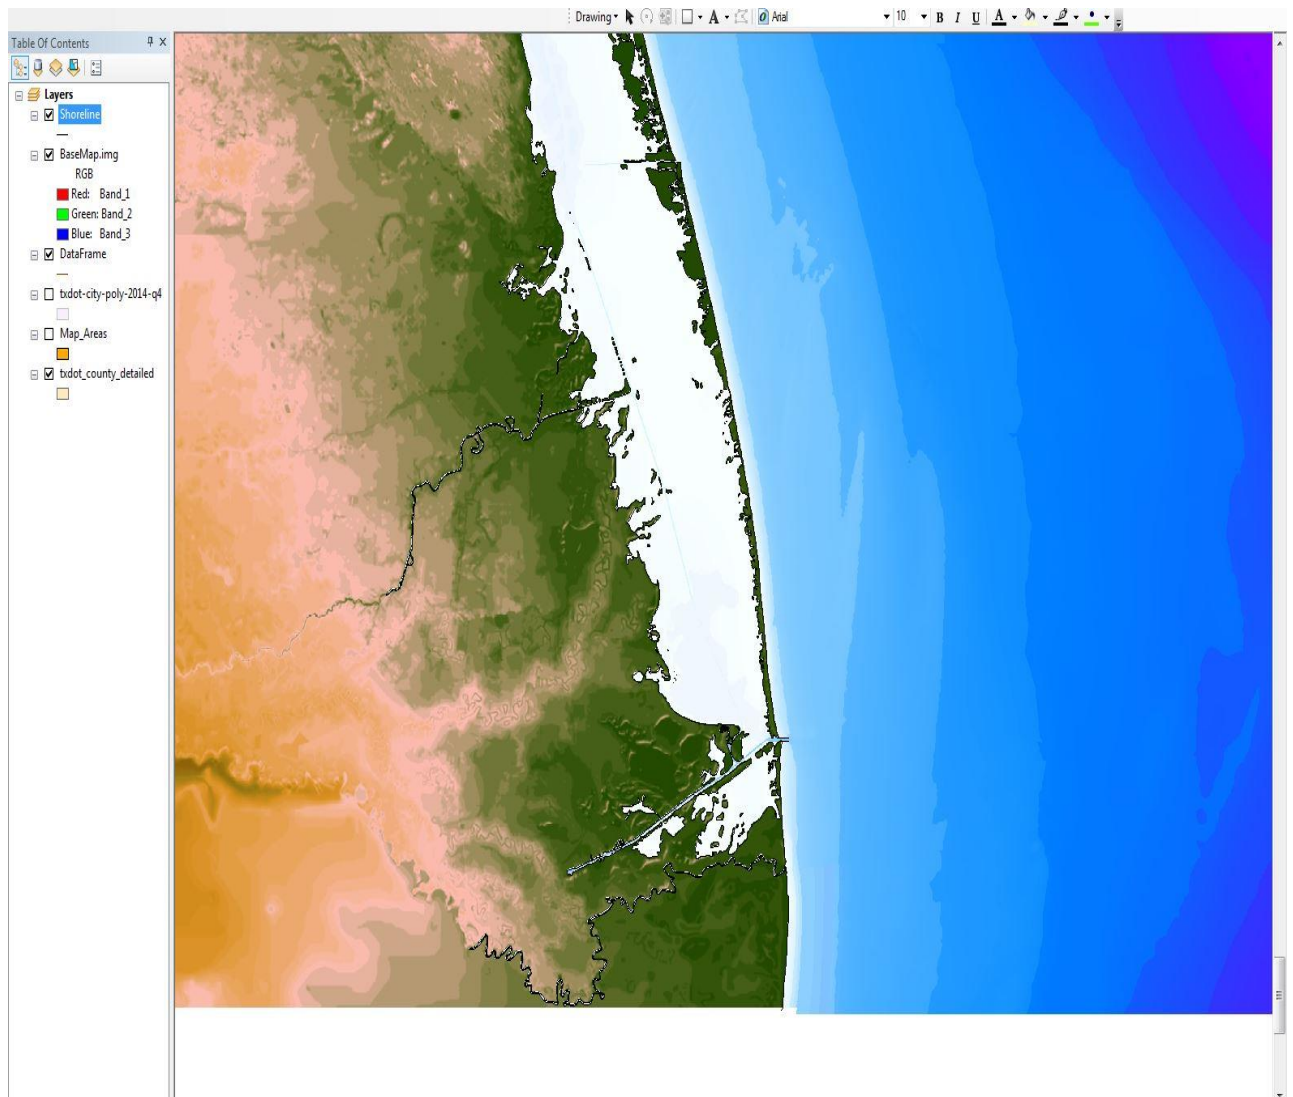 Drawing
A
Arial
10
B I U A
Table Of Contents
Layers
Shoreline
BaseMap.img
RGB
Red: Band_1
Green: Band_2
Blue: Band_3
DataFrame
txdot-city-poly-2014-q4
Map_Areas
txdot_county_detailed